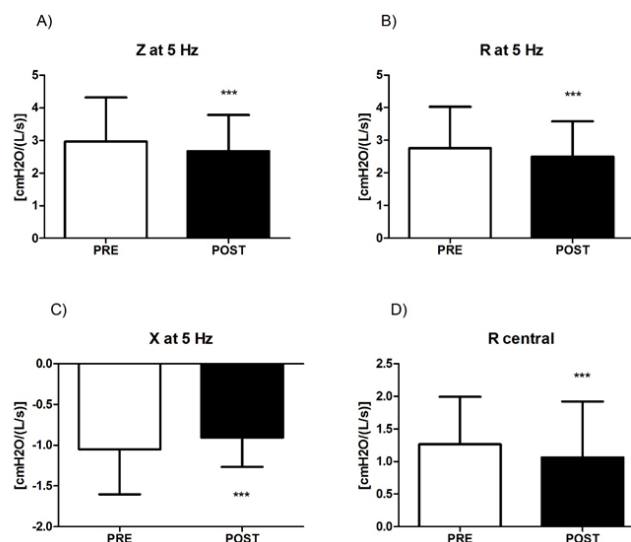 A)
Z at 5 Hz
[cmH2O/(L/s)]
5
4
3
2
1
0
***
PRE
POST
B)
R at 5 Hz
[cmH2O/(L/s)]
5
4
3
2
1
0
***
PRE
POST
C)
X at 5 Hz
[cmH2O/(L/s)]
0.0
-0.5
-1.0
-1.5
-2.0
***
PRE
POST
D)
R central
[cmH2O/(L/s)]
2.5
2.0
1.5
1.0
0.5
0.0
***
PRE
POST